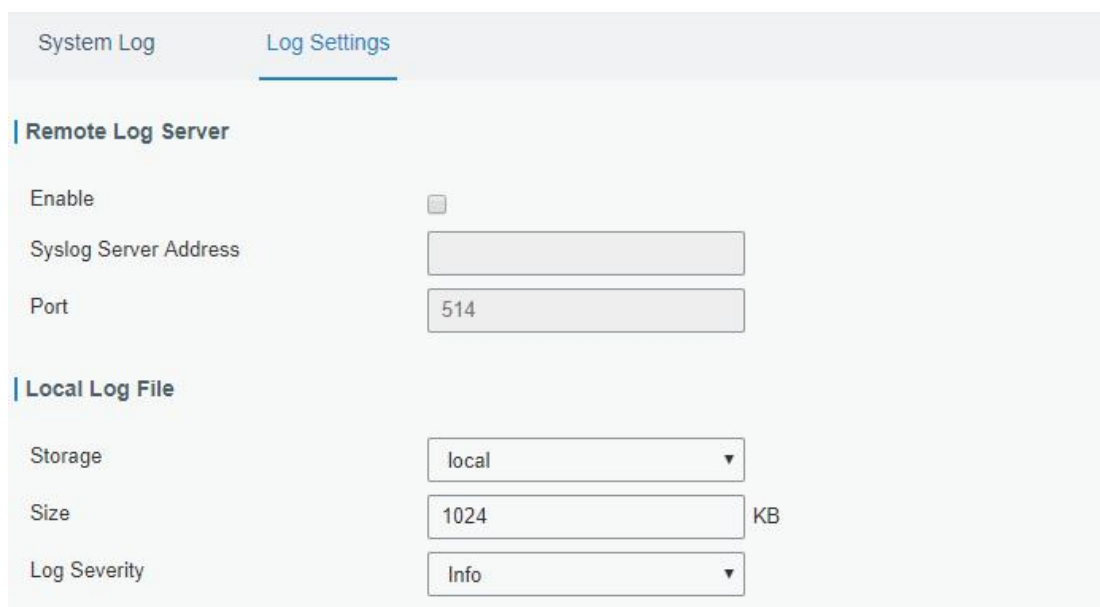 System Log Log Settings
Remote Log Server
Enable
Syslog Server Address
Port 514
Local Log File
Storage local
Size 1024 KB
Log Severity Info